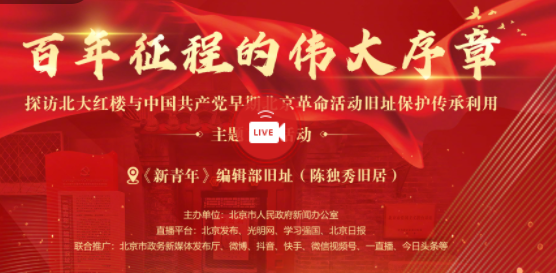 百年征程的伟大序章
探访北大红楼与中国共产党早期北京革命活动旧址保护传承利用
主题 活动
LIVE
《新青年》编辑部旧址(陈独秀旧居)
主办单位:北京市人民政府新闻办公室
直播平台:北京发布、光明网、学习强国、北京日报
联合推广:北京市政务新媒体发布厅、微博、抖音、快手、微信视频号、一直播、今日头条等